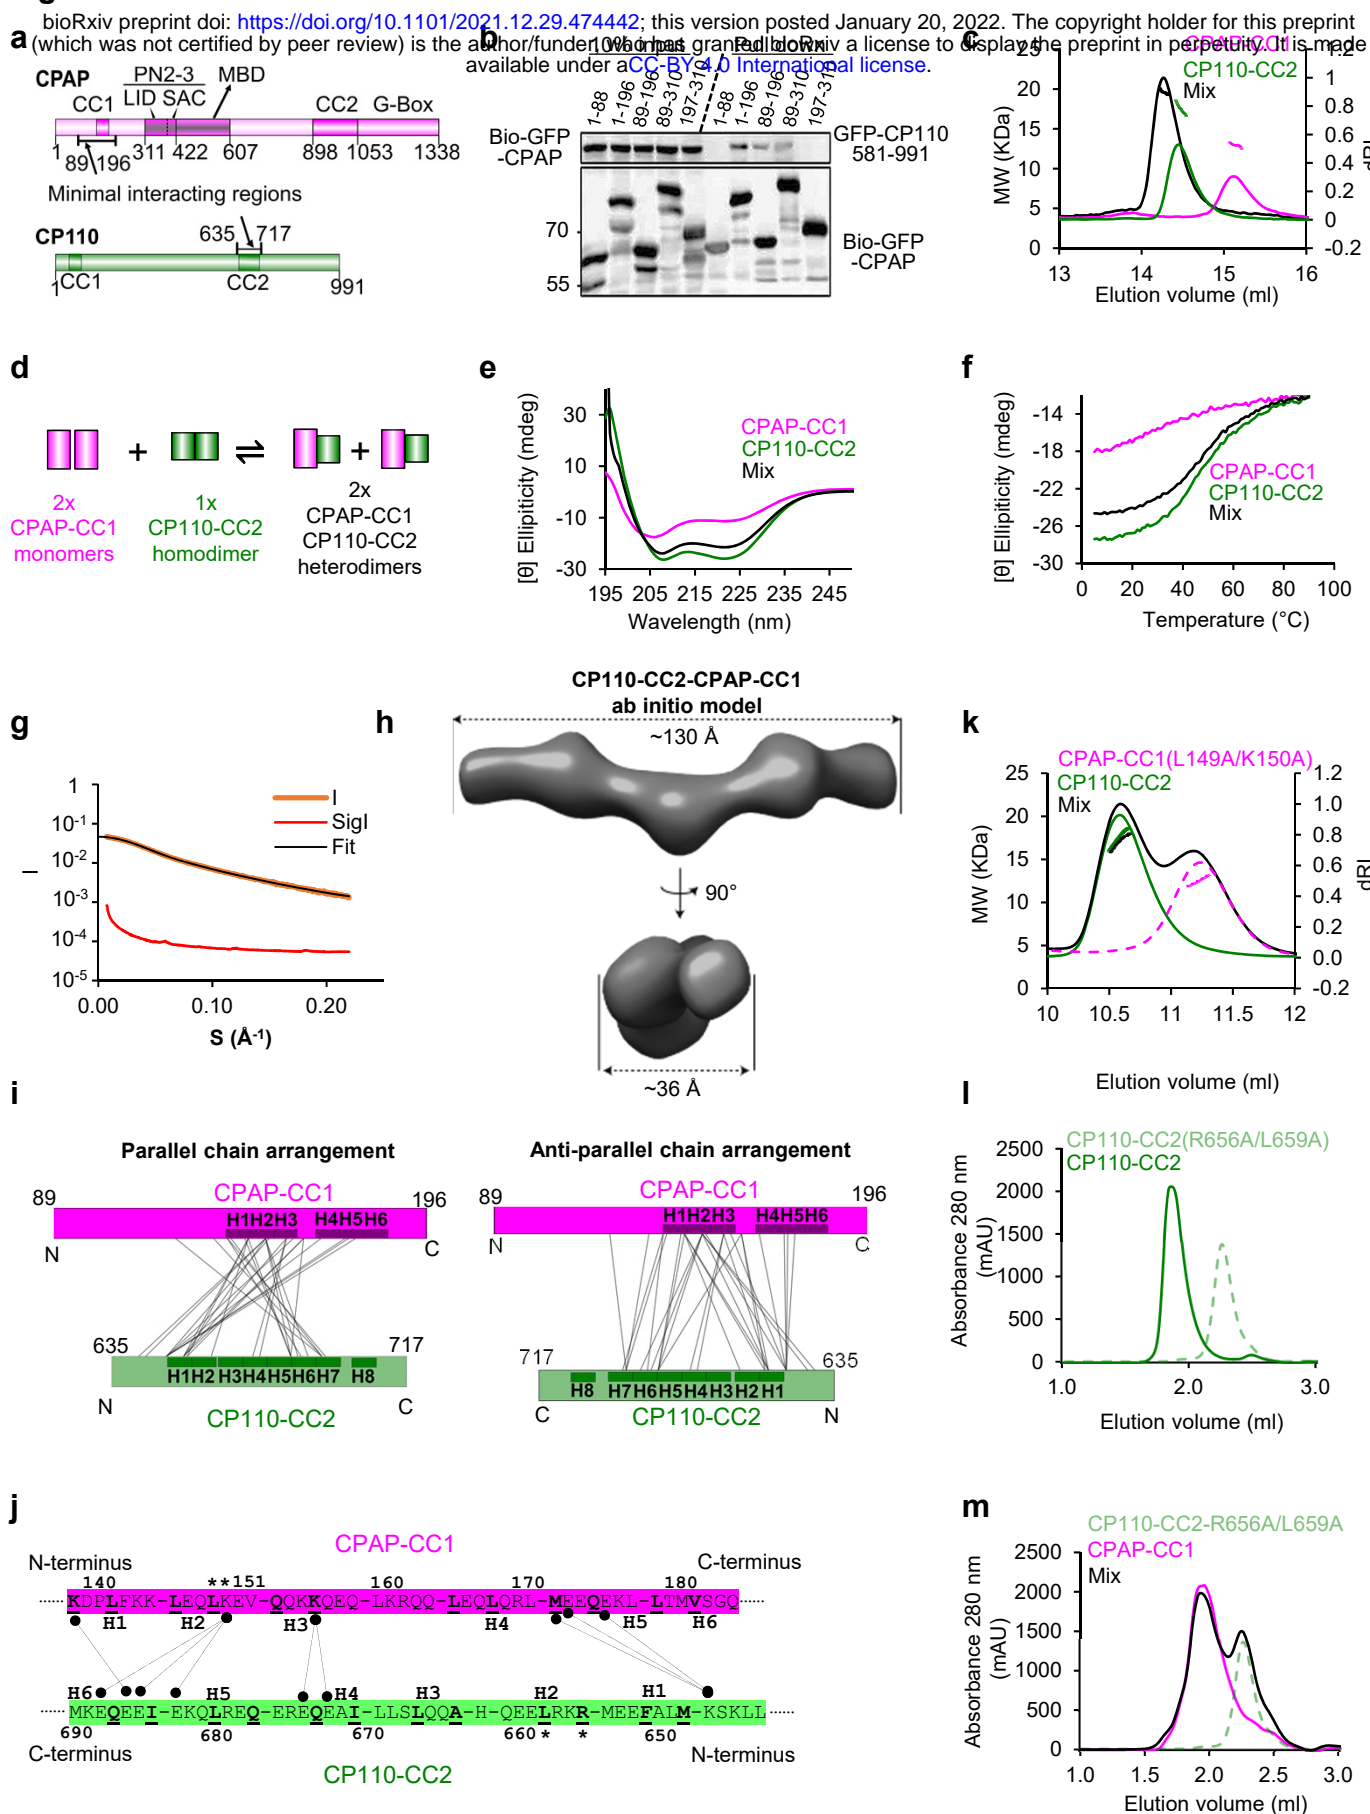 bioRxiv preprint doi: https://doi.org/10.1101/2021.12.29.474442; this version posted January 20, 2022. The copyright holder for this preprint
(which was not certified by peer review) is the author/funder, who has granted bioRxiv a license to display the preprint in perpetuity. It is made
available under aCC-BY 4.0 International license.
a
CPAP
PN2-3
MBD
CC1
LID SAC
CC2 G-Box
1
89 196
311 422 607 898 1053 1338
Minimal interacting regions
CP110
635 717
1
CC1
CC2
991
b
10% input
Pull down
1-88
1-196
89-196
89-310
197-310
1-88
1-196
89-196
89-310
197-310
Bio-GFP
-CPAP
GFP-CP110
581-991
70
55
Bio-GFP
-CPAP
c
CPAP-CC1
CP110-CC2
Mix
MW (KDa)
25
20
15
10
5
0
1.2
1
0.8
0.6
0.4
0.2
0
-0.2
dRI
13 14 15 16
Elution volume (ml)
d
+ ⇌ +
2x
CPAP-CC1
monomers
1x
CP110-CC2
homodimer
2x
CPAP-CC1
CP110-CC2
heterodimers
e
[θ] Ellipiticity (mdeg)
30
10
-10
-30
CPAP-CC1
CP110-CC2
Mix
195 205 215 225 235 245
Wavelength (nm)
f
[θ] Ellipiticity (mdeg)
-14
-18
-22
-26
-30
CPAP-CC1
CP110-CC2
Mix
0 20 40 60 80 100
Temperature (°C)
g
I
1
10-1
10-2
10-3
10-4
10-5
I
SigI
Fit
0.00 0.10 0.20
S (Å-1)
h
CP110-CC2-CPAP-CC1
ab initio model
~130 Å
90°
~36 Å
i
Parallel chain arrangement
89
CPAP-CC1
196
H1H2H3 H4H5H6
N
C
635
717
H1H2 H3H4H5H6H7 H8
N
C
CP110-CC2
Anti-parallel chain arrangement
89
CPAP-CC1
196
H1H2H3 H4H5H6
N
C
717
635
H8 H7H6H5H4H3H2H1
C
N
CP110-CC2
j
CPAP-CC1
N-terminus
C-terminus
140 **151 160 170 180
KDPLFKK-LEQLKEV-QQKKQEQ-LKRQQ-LEQLQRL-MEEQEKL-LTMVSGQ
H1 H2 H3 H4 H5 H6
H6 H5 H4 H3 H2 H1
MKEQEEI-EKQLREQ-EREQEAI-LLSLQQA-H-QEELRKR-MEEFALM-KSKLL
690 680 670 660 * * 650
C-terminus
N-terminus
CP110-CC2
k
CPAP-CC1(L149A/K150A)
CP110-CC2
Mix
MW (KDa)
25
20
15
10
5
0
1.2
1.0
0.8
0.6
0.4
0.2
0.0
-0.2
dRI
10 10.5 11 11.5 12
Elution volume (ml)
l
CP110-CC2(R656A/L659A)
CP110-CC2
Absorbance 280 nm
(mAU)
2500
2000
1500
1000
500
0
1.0 2.0 3.0
Elution volume (ml)
m
CP110-CC2-R656A/L659A
CPAP-CC1
Mix
Absorbance 280 nm
(mAU)
2500
2000
1500
1000
500
0
1.0 1.5 2.0 2.5 3.0
Elution volume (ml)